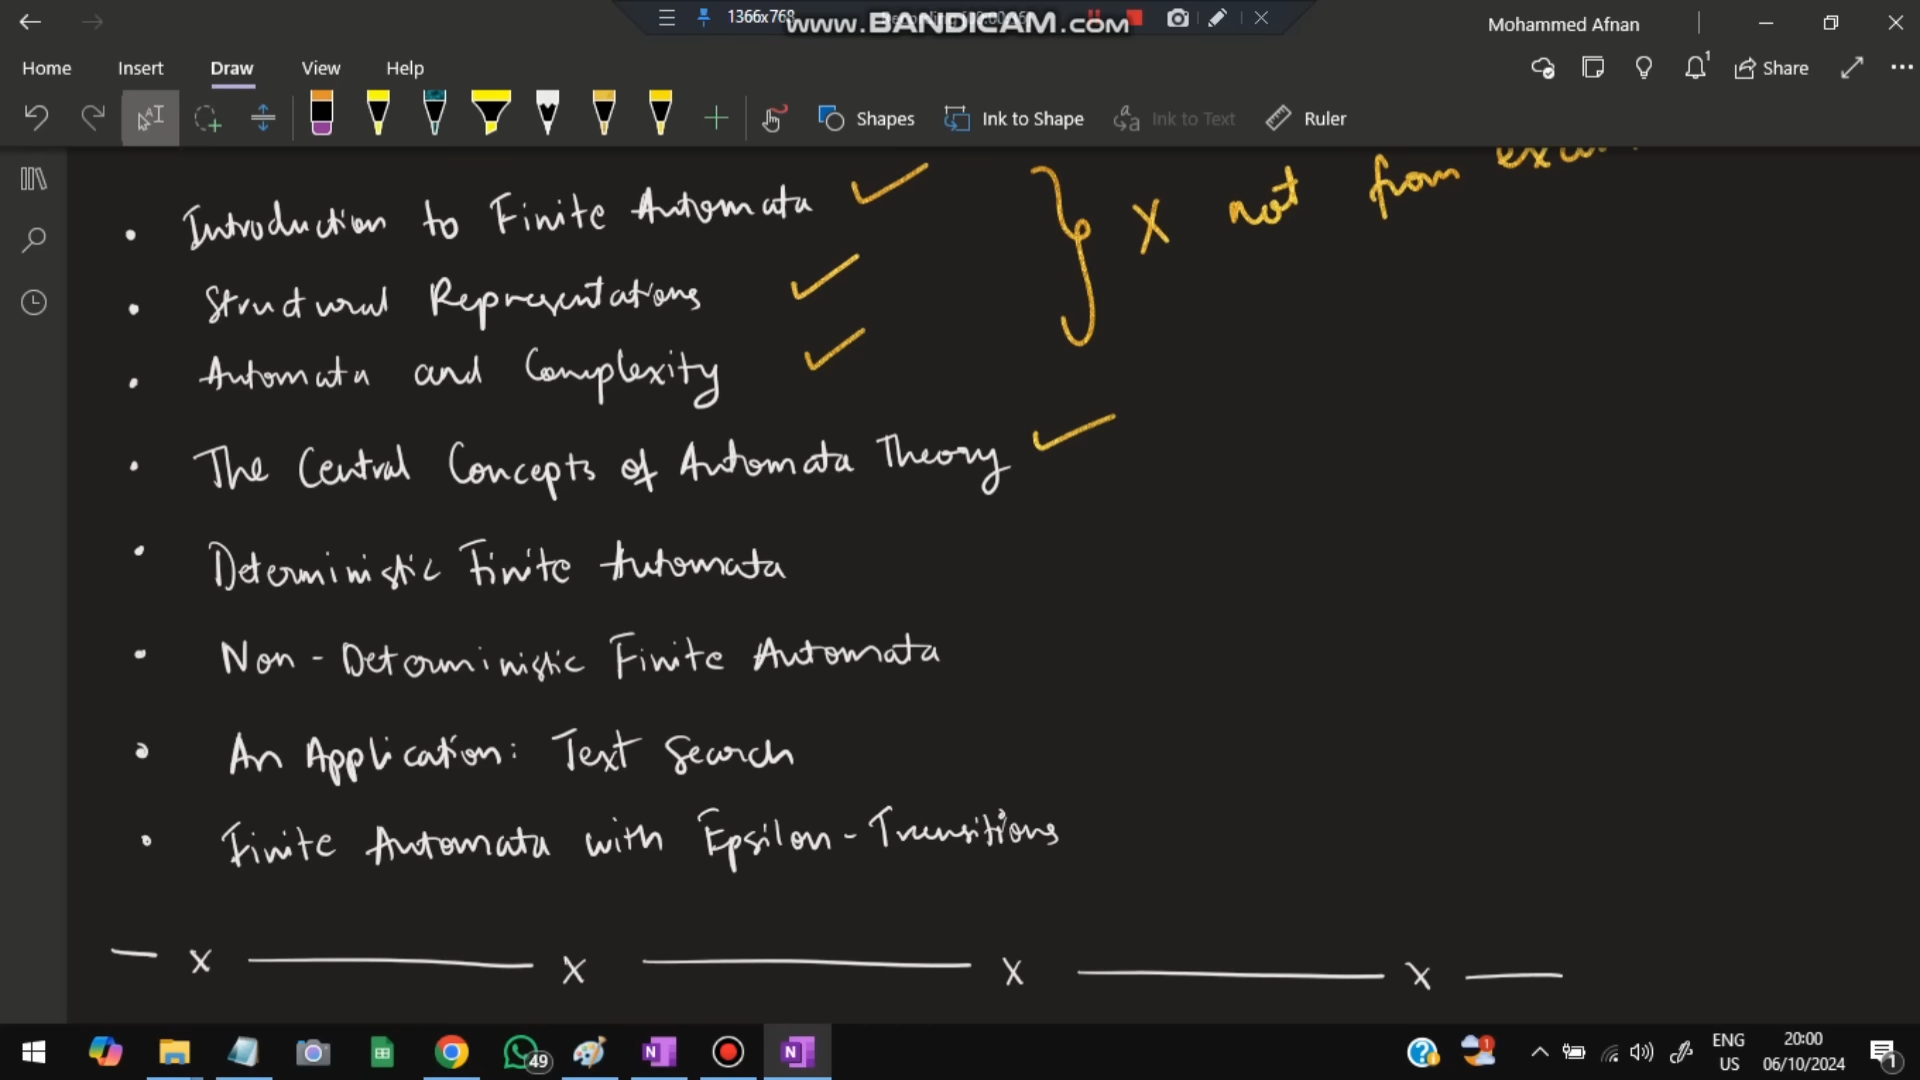 1366x768
www.BANDICAM.com
Mohammed Afnan
Home Insert Draw View Help
Share
Shapes Ink to Shape Ink to Text Ruler
• Introduction to Finite Automata
X not from
• Structural Representations
• Automata and Complexity
• The Central Concepts of Automata Theory
• Deterministic Finite Automata
• Non-Deterministic Finite Automata
• An Application: Text Search
• Finite Automata with Epsilon-Transitions
— X — X — X — X —
49
ENG
US
20:00
06/10/2024
1